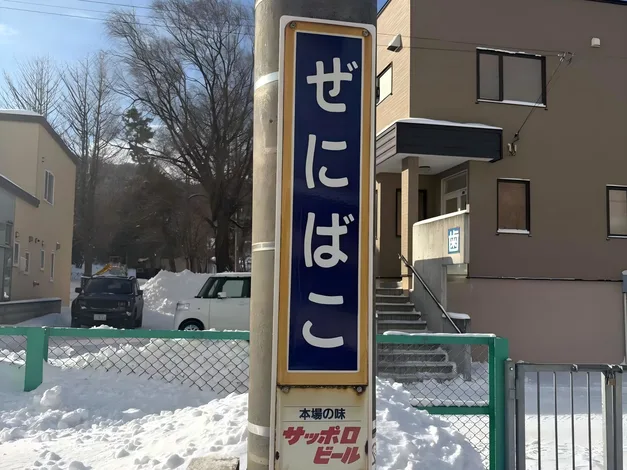 ぜにばこ
本場の味
サッポロ
ビール